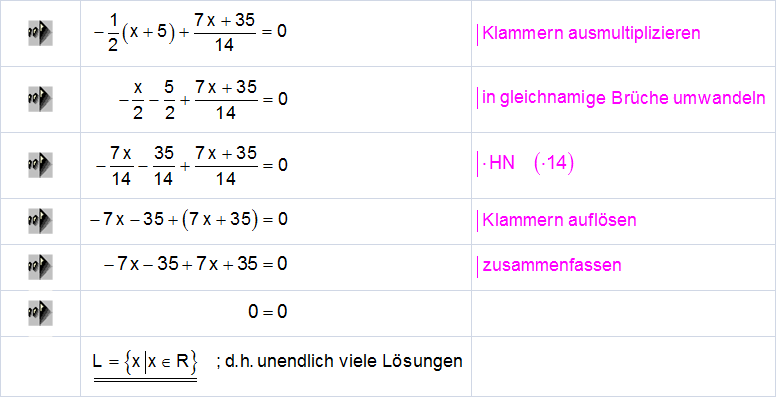 -1/2(x + 5) + (7x + 35)/14 = 0 |Klammern ausmultiplizieren
-x/2 - 5/2 + (7x + 35)/14 = 0 |in gleichnamige Brüche umwandeln
-7x/14 - 35/14 + (7x + 35)/14 = 0 |·HN (·14)
-7x - 35 + (7x + 35) = 0 |Klammern auflösen
-7x - 35 + 7x + 35 = 0 |zusammenfassen
0 = 0
L = {x|x ∈ R} ; d.h. unendlich viele Lösungen